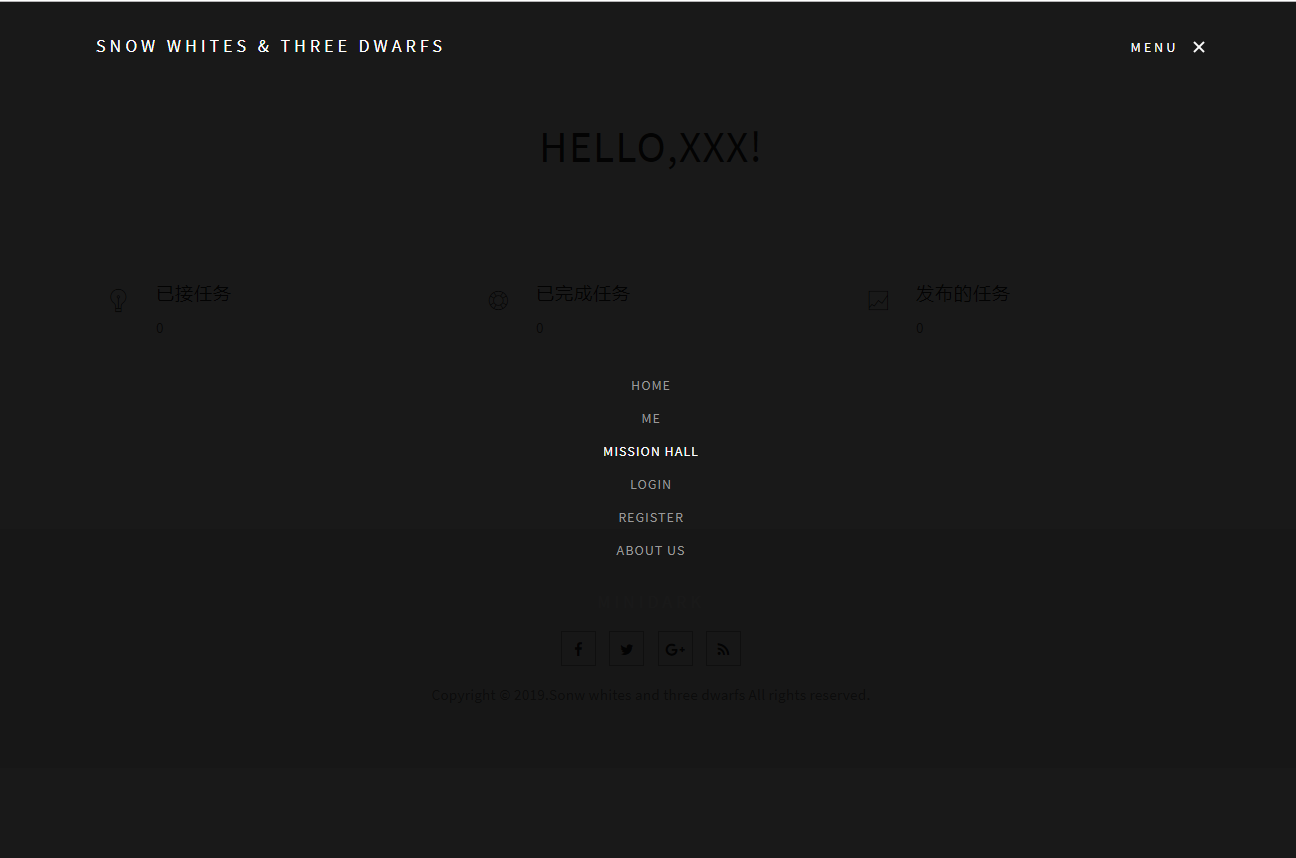 SNOW WHITES & THREE DWARFS
MENU
HELLO,XXX!
已接任务
0
已完成任务
0
发布的任务
0
HOME
ME
MISSION HALL
LOGIN
REGISTER
ABOUT US
Copyright © 2019.Sonw whites and three dwarfs All rights reserved.